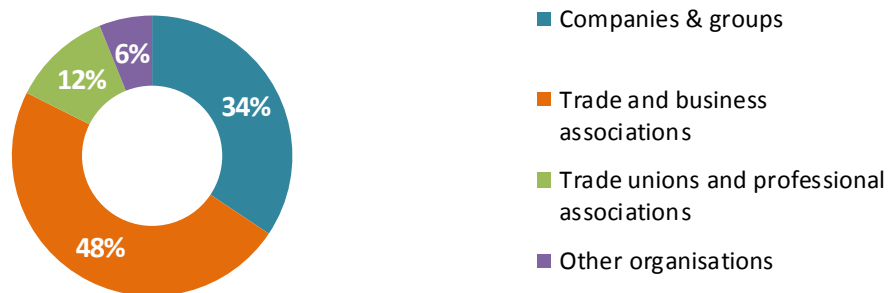 6%
12%
34%
48%
Companies & groups
Trade and business
associations
Trade unions and professional
associations
Other organisations